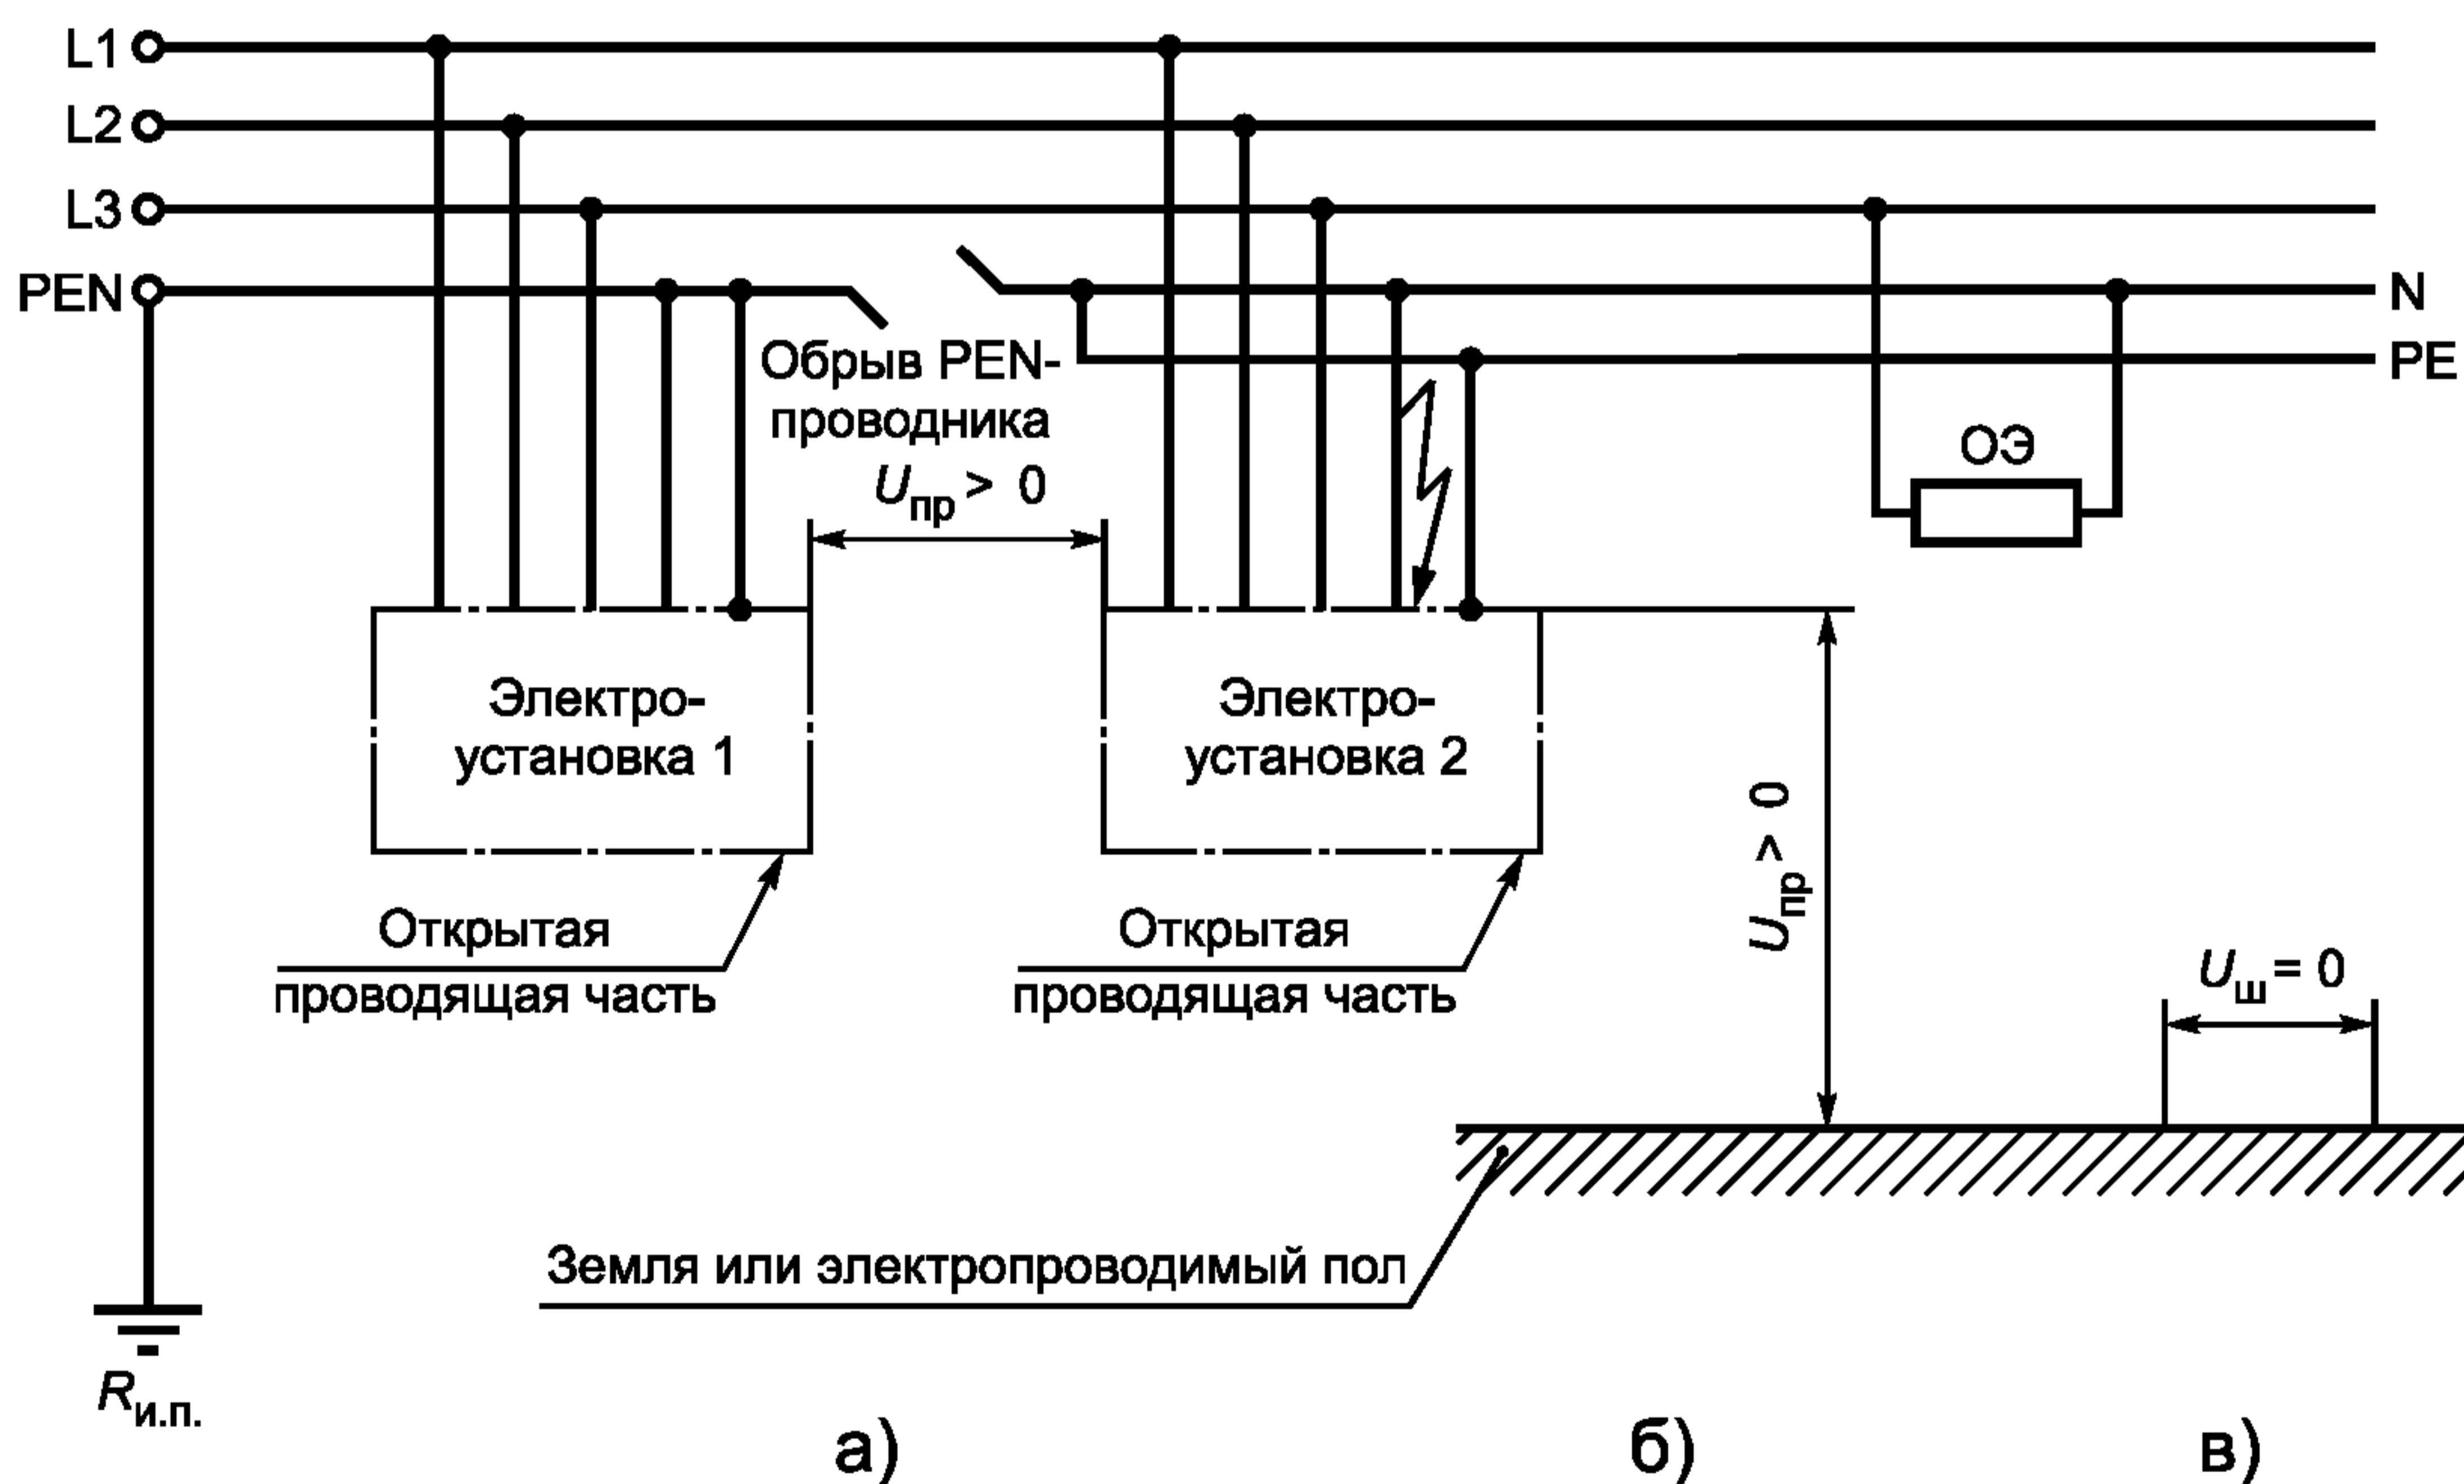 L1
L2
L3
PEN
N
PE
Обрыв PEN-
проводника
Uпр > 0
ОЭ
Электро-
установка 1
Электро-
установка 2
Uпр > 0
Открытая
проводящая часть
Открытая
проводящая часть
Uш = 0
Земля или электропроводимый пол
Rи.п.
а)
б)
в)